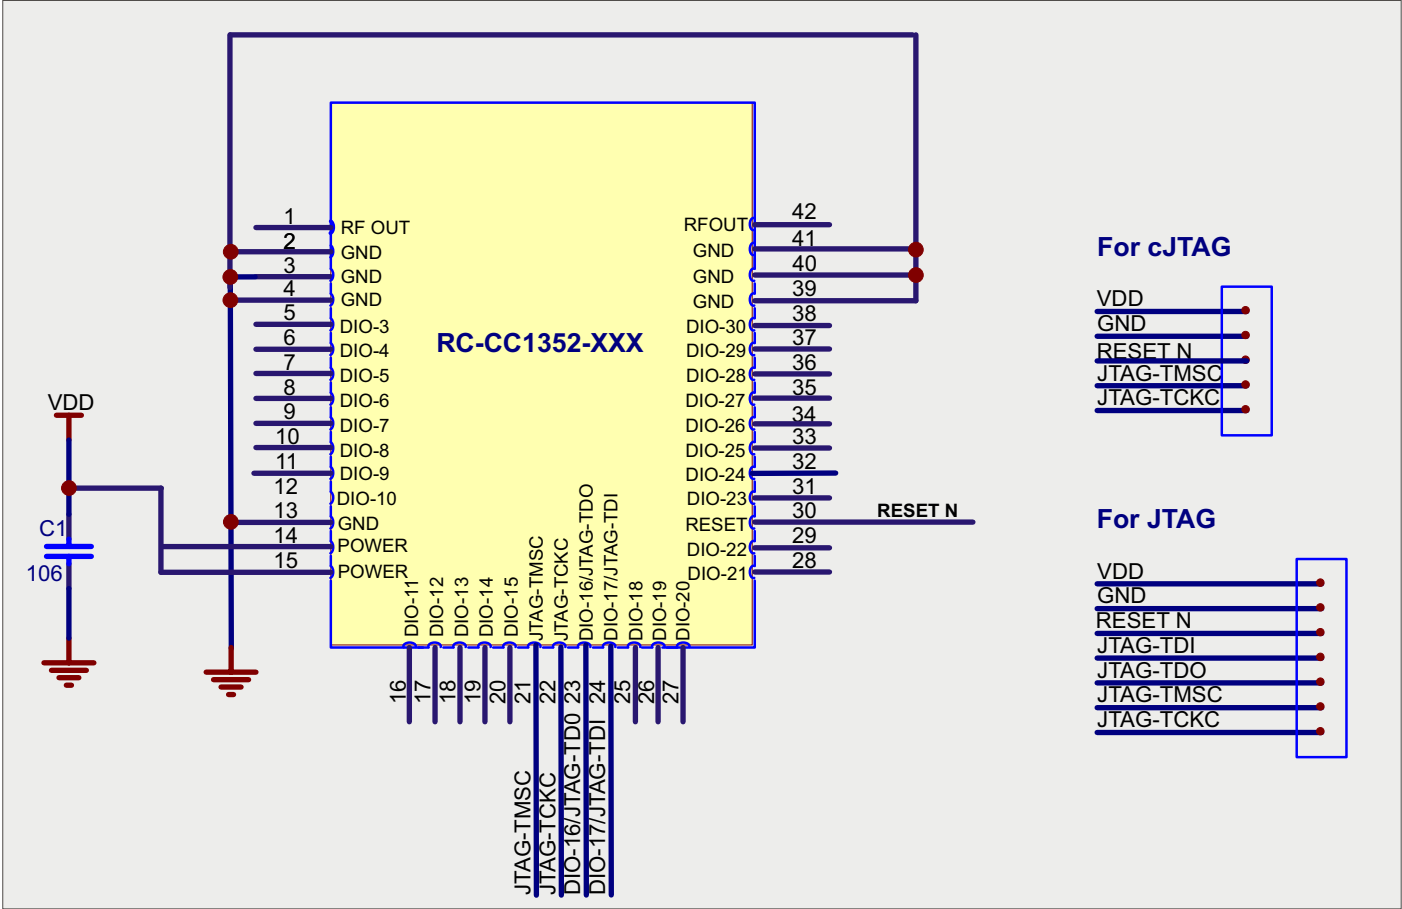 1 RF OUT
2 GND
3 GND
4 GND
5 DIO-3
6 DIO-4
7 DIO-5
8 DIO-6
9 DIO-7
10 DIO-8
11 DIO-9
12 DIO-10
13 GND
14 POWER
15 POWER
RC-CC1352-XXX
RFOUT 42
GND 41
GND 40
GND 39
DIO-30 38
DIO-29 37
DIO-28 36
DIO-27 35
DIO-26 34
DIO-25 33
DIO-24 32
DIO-23 31
RESET 30 RESET N
DIO-22 29
DIO-21 28
DIO-11 16
DIO-12 17
DIO-13 18
DIO-14 19
DIO-15 20
JTAG-TMSC 21 JTAG-TMSC
JTAG-TCKC 22 JTAG-TCKC
DIO-16/JTAG-TDO 23 DIO-16/JTAG-TD0
DIO-17/JTAG-TDI 24 DIO-17/JTAG-TDI
DIO-18 25
DIO-19 26
DIO-20 27
VDD
C1
106
For cJTAG
VDD
GND
RESET N
JTAG-TMSC
JTAG-TCKC
For JTAG
VDD
GND
RESET N
JTAG-TDI
JTAG-TDO
JTAG-TMSC
JTAG-TCKC